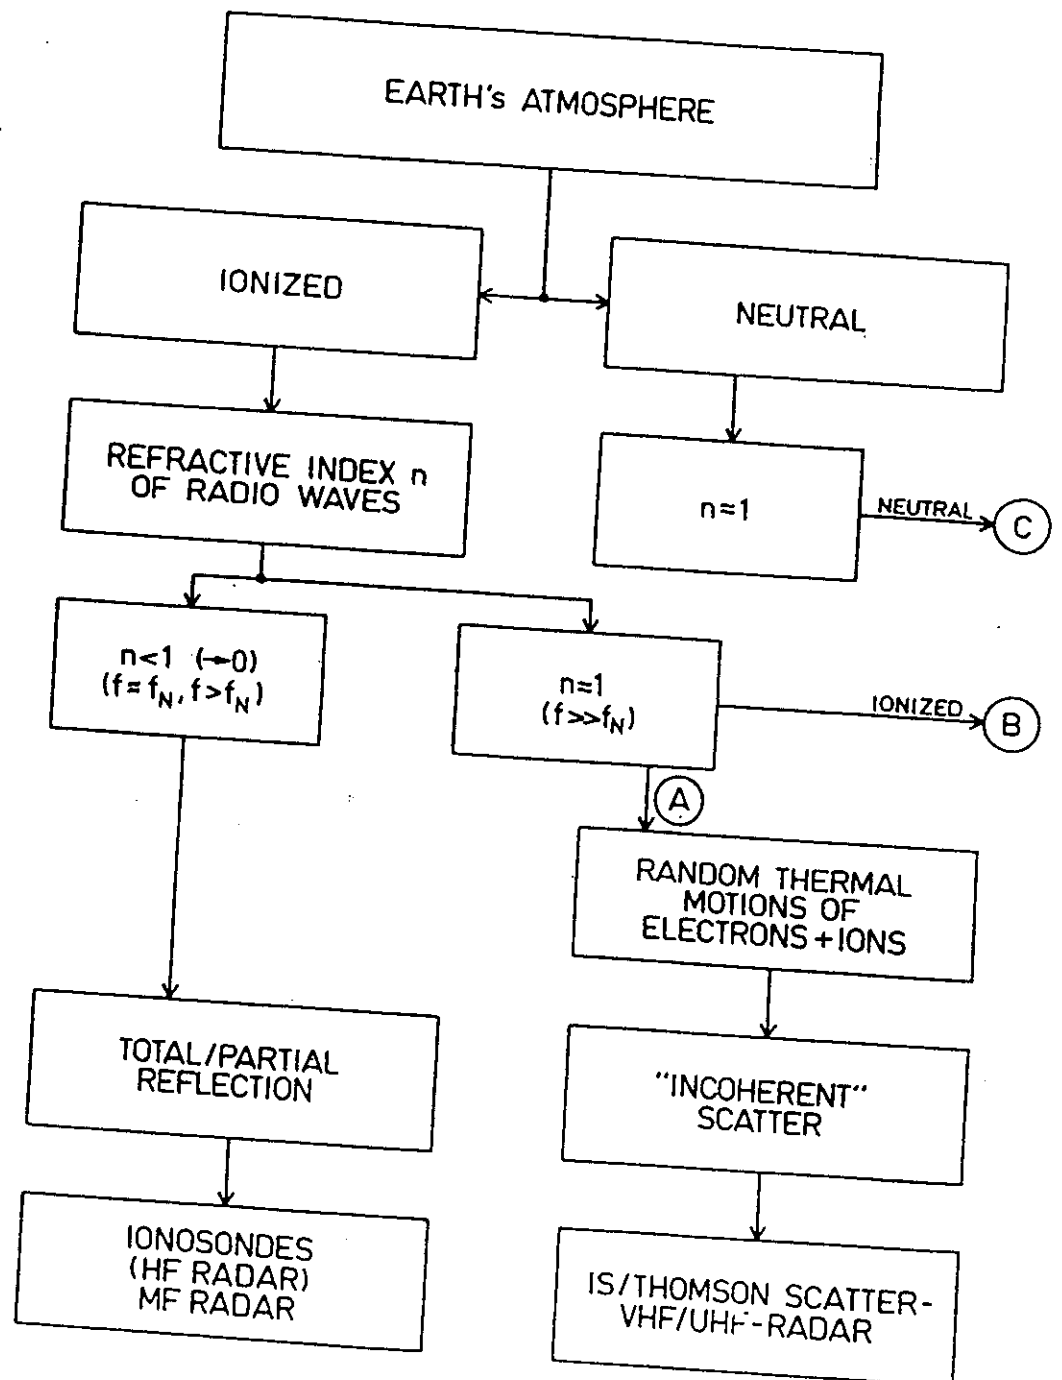 EARTH's ATMOSPHERE
IONIZED
NEUTRAL
REFRACTIVE INDEX n
OF RADIO WAVES
n≈1
NEUTRAL
C
n<1 (→0)
(f≈f_N, f>f_N)
n≈1
(f>>f_N)
IONIZED
B
A
RANDOM THERMAL
MOTIONS OF
ELECTRONS+IONS
TOTAL/PARTIAL
REFLECTION
"INCOHERENT"
SCATTER
IONOSONDES
(HF RADAR)
MF RADAR
IS/THOMSON SCATTER-
VHF/UHF-RADAR